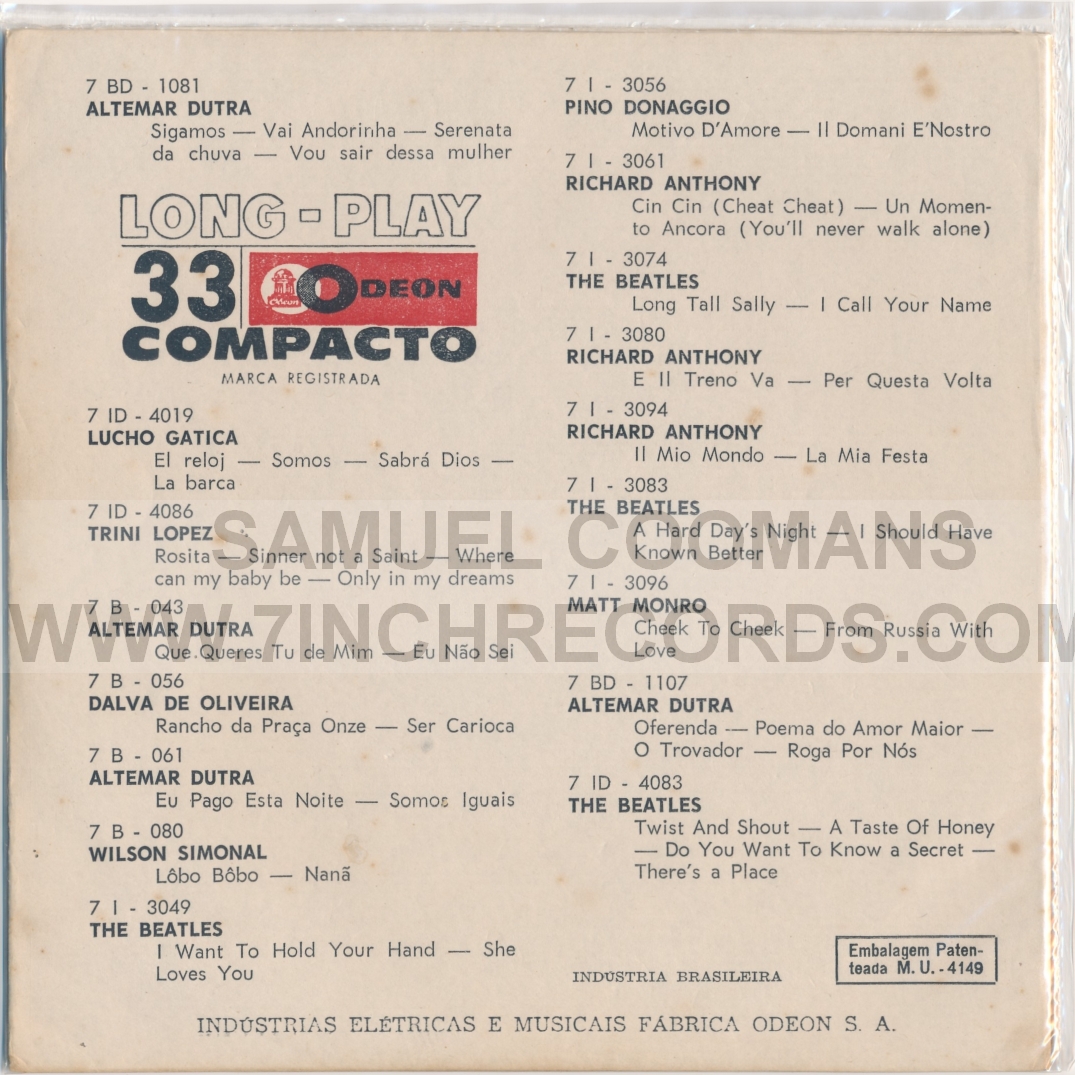 7 BD - 1081
ALTEMAR DUTRA
Sigamos — Vai Andorinha — Serenata
da chuva — Vou sair dessa mulher
LONG - PLAY
33 ODEON
Odeon
COMPACTO
MARCA REGISTRADA
7 ID - 4019
LUCHO GATICA
El reloj — Somos — Sabrá Dios —
La barca
7 ID - 4086
TRINI LOPEZ
Rosita — Sinner not a Saint — Where
can my baby be — Only in my dreams
7 B - 043
ALTEMAR DUTRA
Que Queres Tu de Mim — Eu Não Sei
7 B - 056
DALVA DE OLIVEIRA
Rancho da Praça Onze — Ser Carioca
7 B - 061
ALTEMAR DUTRA
Eu Pago Esta Noite — Somos Iguais
7 B - 080
WILSON SIMONAL
Lôbo Bôbo — Nanã
7 I - 3049
THE BEATLES
I Want To Hold Your Hand — She
Loves You
7 I - 3056
PINO DONAGGIO
Motivo D'Amore — Il Domani E'Nostro
7 I - 3061
RICHARD ANTHONY
Cin Cin (Cheat Cheat) — Un Momen-
to Ancora (You'll never walk alone)
7 I - 3074
THE BEATLES
Long Tall Sally — I Call Your Name
7 I - 3080
RICHARD ANTHONY
E Il Treno Va — Per Questa Volta
7 I - 3094
RICHARD ANTHONY
Il Mio Mondo — La Mia Festa
7 I - 3083
THE BEATLES
A Hard Day's Night — I Should Have
Known Better
7 I - 3096
MATT MONRO
Cheek To Cheek — From Russia With
Love
7 BD - 1107
ALTEMAR DUTRA
Oferenda — Poema do Amor Maior —
O Trovador — Roga Por Nós
7 ID - 4083
THE BEATLES
Twist And Shout — A Taste Of Honey
— Do You Want To Know a Secret —
There's a Place
INDÚSTRIA BRASILEIRA
Embalagem Paten-
teada M. U. - 4149
INDÚSTRIAS ELÉTRICAS E MUSICAIS FÁBRICA ODEON S. A.
SAMUEL COOMANS
WWW.7INCHRECORDS.COM